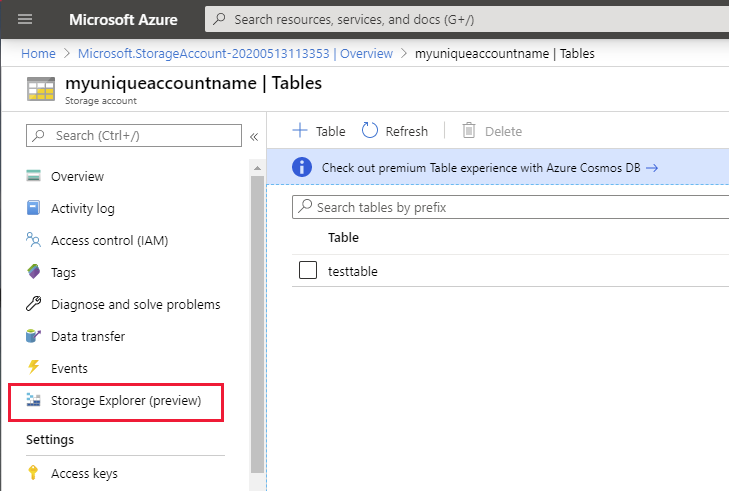 Microsoft Azure
Search resources, services, and docs (G+/)
Home > Microsoft.StorageAccount-20200513113353 | Overview > myuniqueaccountname | Tables
myuniqueaccountname | Tables
Storage account
Search (Ctrl+/)
«
Overview
Activity log
Access control (IAM)
Tags
Diagnose and solve problems
Data transfer
Events
Storage Explorer (preview)
Settings
Access keys
+ Table
Refresh
Delete
Check out premium Table experience with Azure Cosmos DB →
Search tables by prefix
Table
testtable